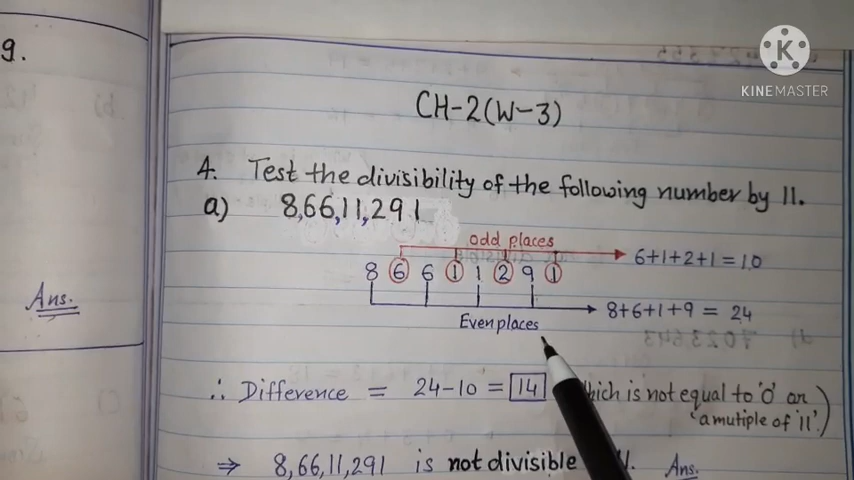 K
KINEMASTER
9.
CH-2(W-3)
4. Test the divisibility of the following number by 11.
a) 8,66,11,291
odd places
8 6 6 1 1 2 9 1
6+1+2+1=10
8+6+1+9 = 24
Even places
Ans.
∴ Difference = 24-10 = 14 which is not equal to '0' or
'a mutiple of '11'.)
⇒ 8,66,11,291 is not divisible 11. Ans.